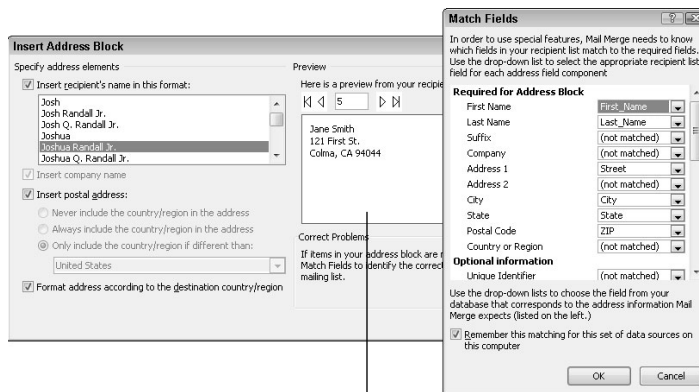 Insert Address Block
Specify address elements
Insert recipient's name in this format:
Josh
Josh Randall Jr.
Josh Q. Randall Jr.
Joshua
Joshua Randall Jr.
Joshua Q. Randall Jr.
Insert company name
Insert postal address:
Never include the country/region in the address
Always include the country/region in the address
Only include the country/region if different than:
United States
Format address according to the destination country/region
Preview
Here is a preview from your recipie
5
Jane Smith
121 First St.
Colma, CA 94044
Correct Problems
If items in your address block are
Match Fields to identify the correct
mailing list.
Match Fields
In order to use special features, Mail Merge needs to know
which fields in your recipient list match to the required fields.
Use the drop-down list to select the appropriate recipient list
field for each address field component
Required for Address Block
First Name First_Name
Last Name Last_Name
Suffix (not matched)
Company (not matched)
Address 1 Street
Address 2 (not matched)
City City
State State
Postal Code ZIP
Country or Region (not matched)
Optional information
Unique Identifier (not matched)
Use the drop-down lists to choose the field from your
database that corresponds to the address information Mail
Merge expects (listed on the left.)
Remember this matching for this set of data sources on
this computer
OK Cancel